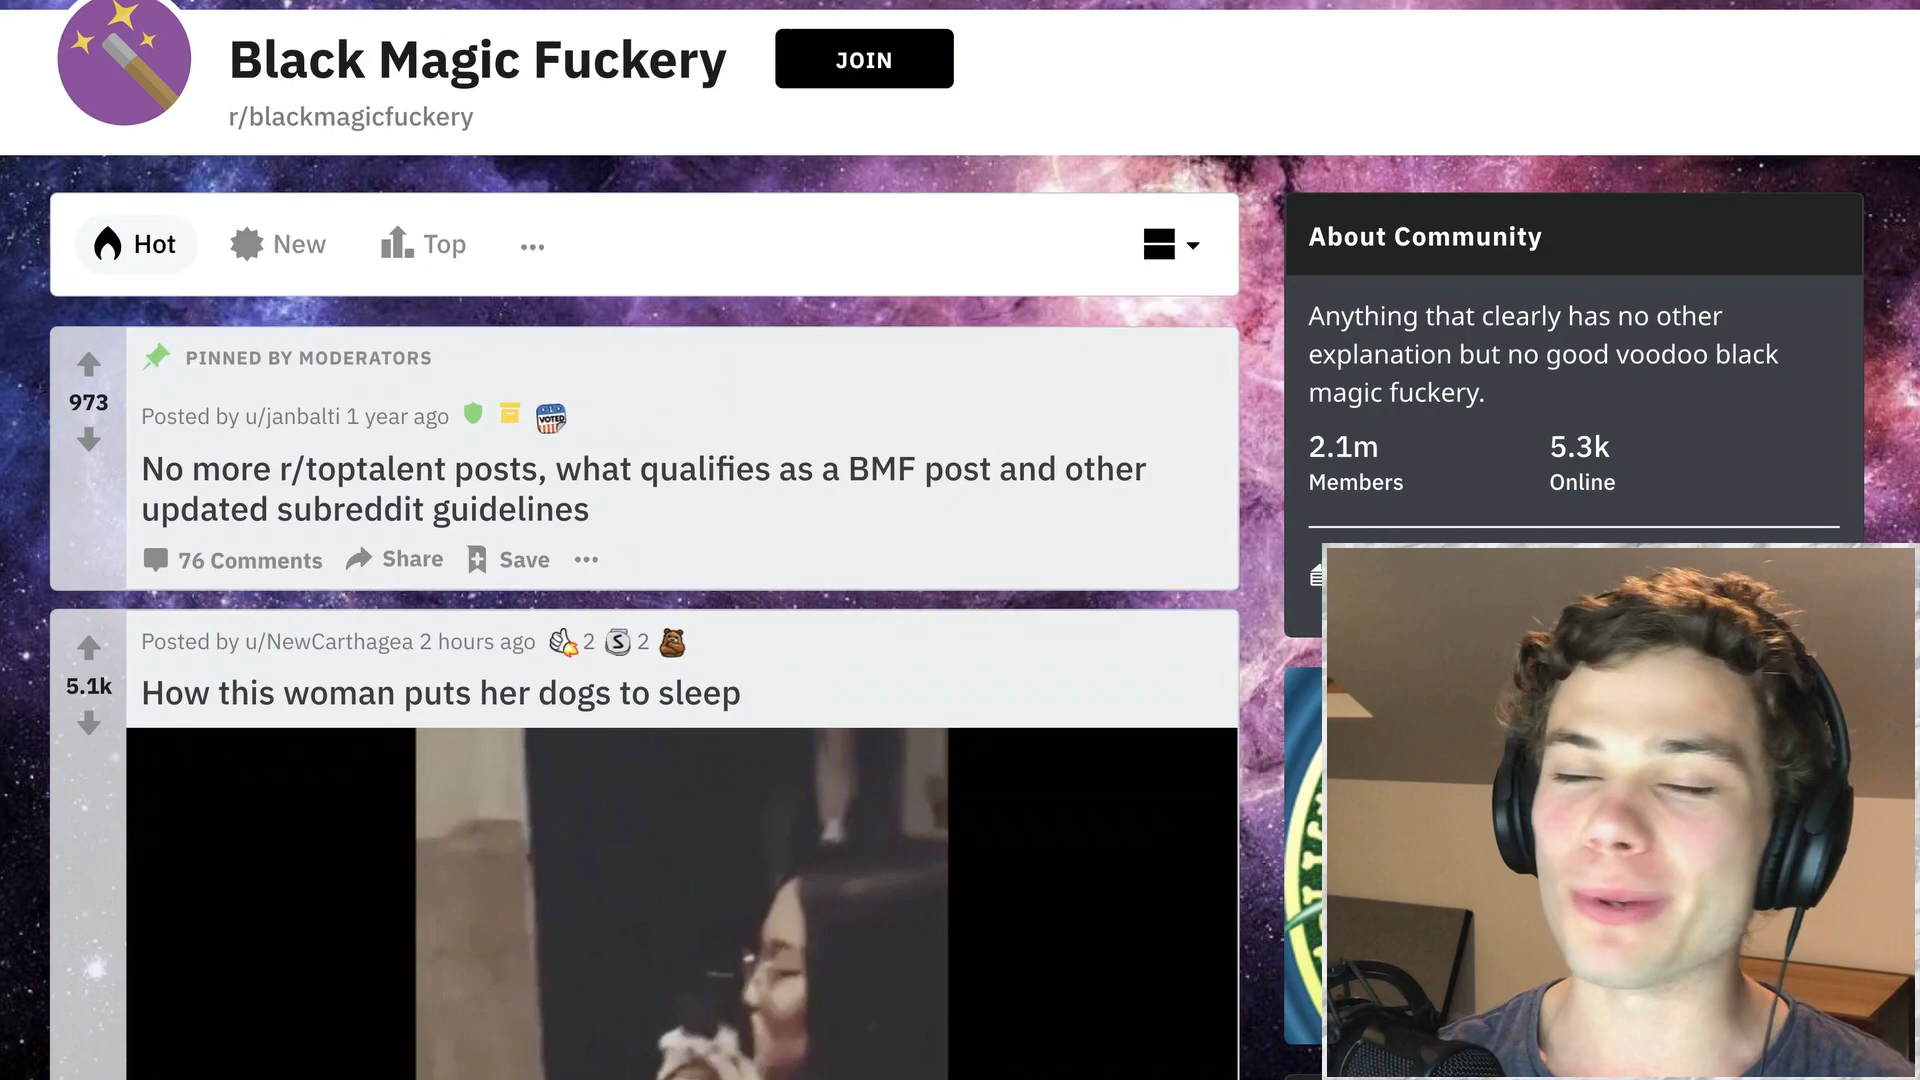 Black Magic Fuckery
JOIN
r/blackmagicfuckery
Hot
New
Top
About Community
Anything that clearly has no other
explanation but no good voodoo black
magic fuckery.
2.1m
5.3k
Members
Online
PINNED BY MODERATORS
973
Posted by u/janbalti 1 year ago
VOTED
No more r/toptalent posts, what qualifies as a BMF post and other
updated subreddit guidelines
76 Comments
Share
Save
Posted by u/NewCarthagea 2 hours ago
2
S
2
5.1k
How this woman puts her dogs to sleep